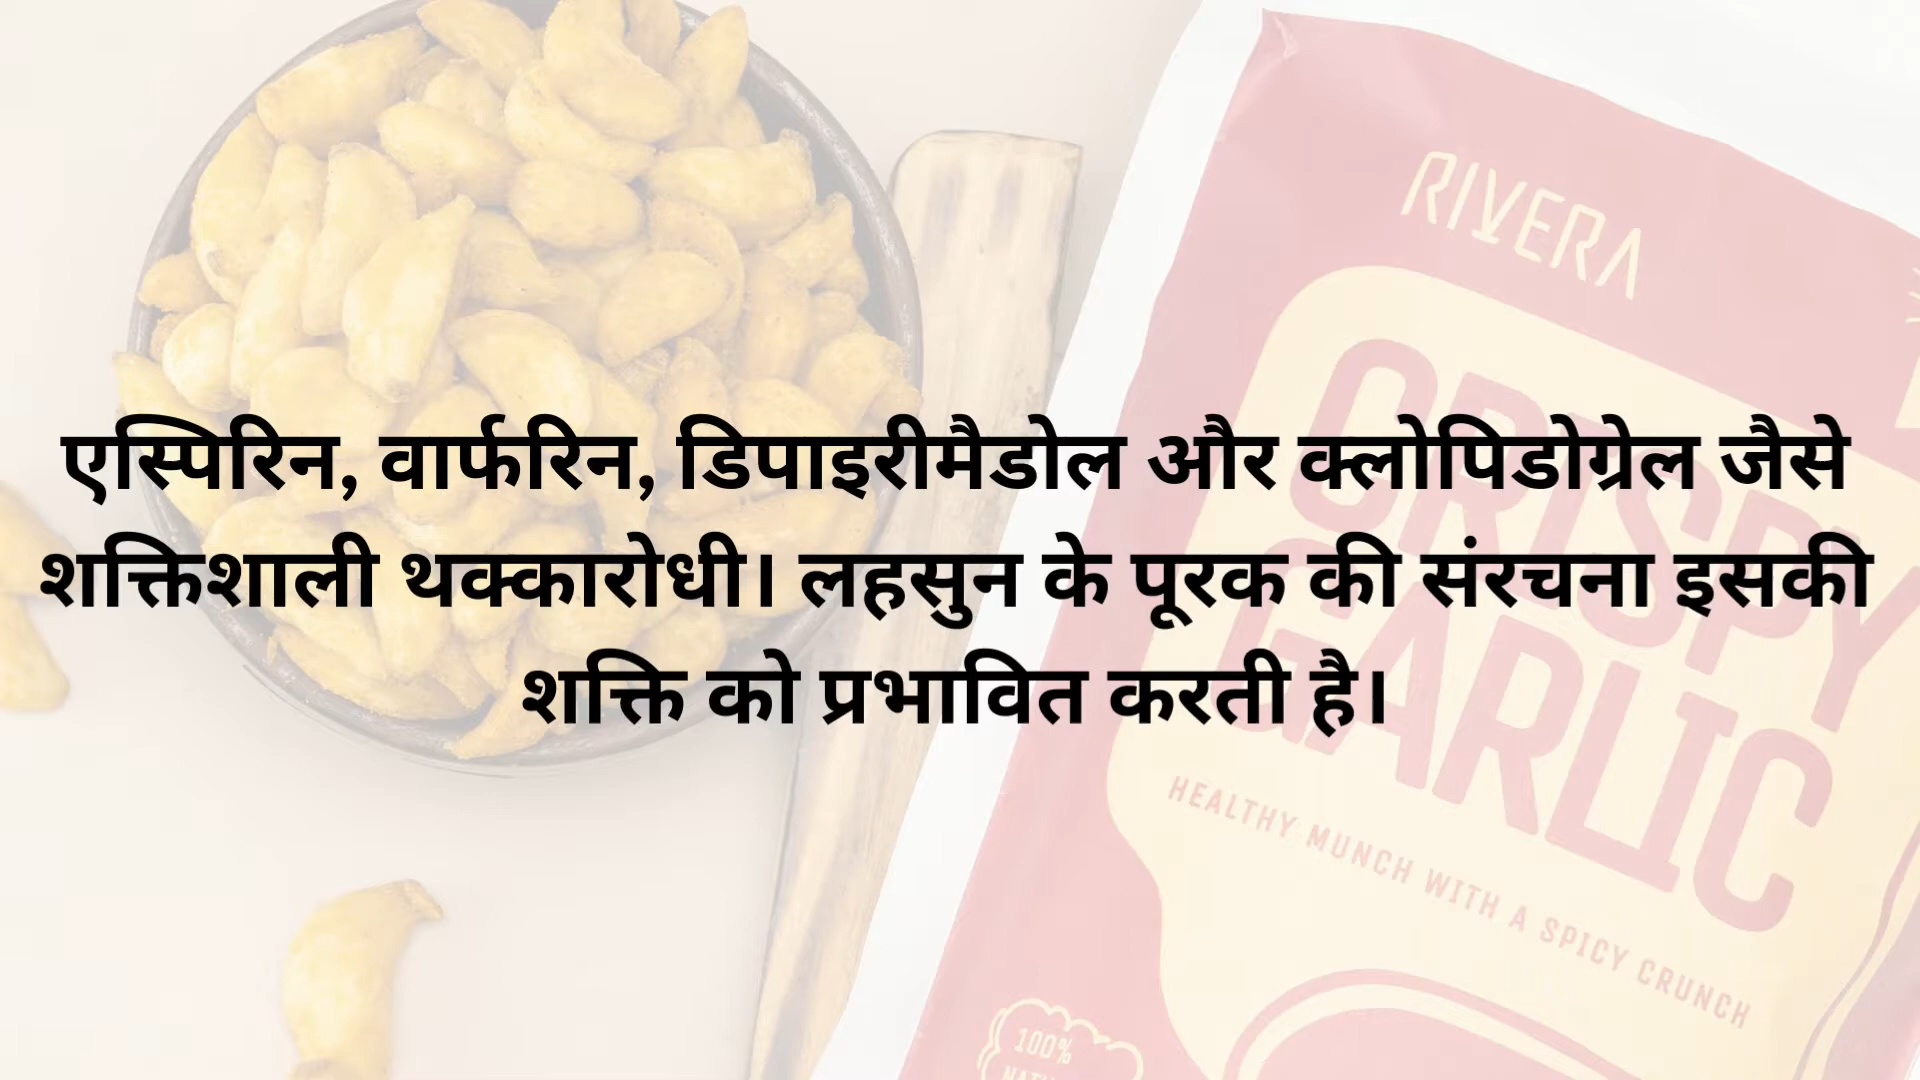 RIVERA
CRISPY
GARLIC
HEALTHY MUNCH WITH A SPICY CRUNCH
100%
एस्पिरिन, वार्फरिन, डिपाइरीमैडोल और क्लोपिडोग्रेल जैसे
शक्तिशाली थक्कारोधी। लहसुन के पूरक की संरचना इसकी
शक्ति को प्रभावित करती है।